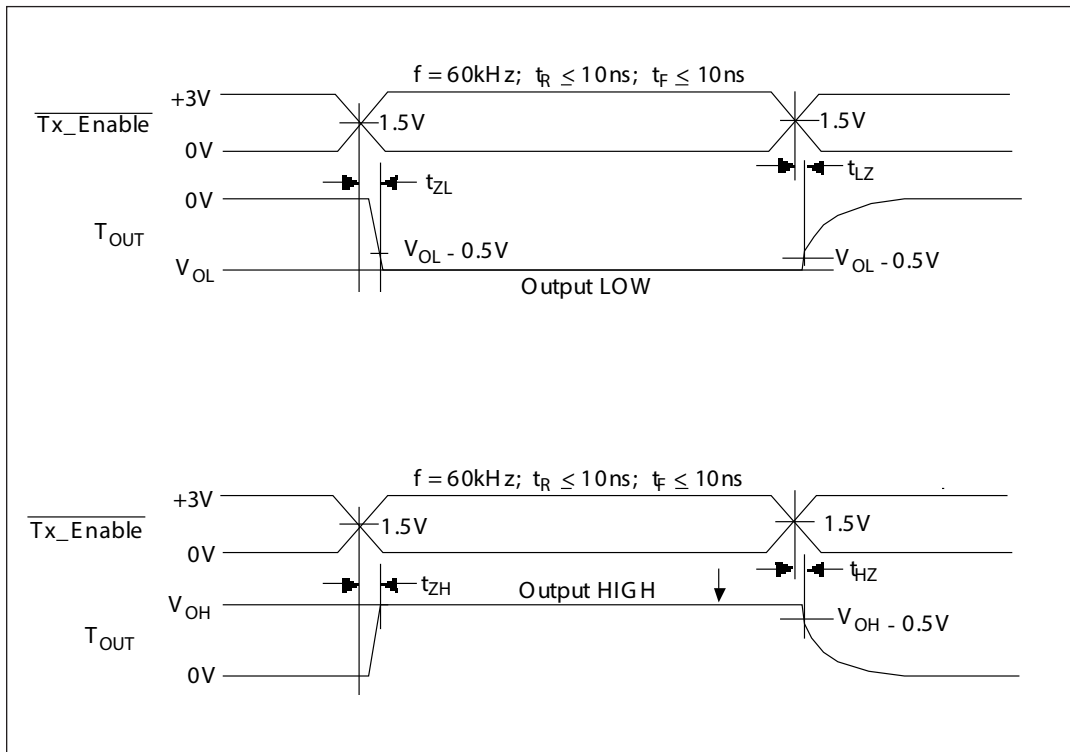 f = 60kHz; tR ≤ 10ns; tF ≤ 10ns
+3V
Tx_Enable
1.5V
1.5V
0V
tZL
tLZ
0V
TOUT
VOL - 0.5V
VOL - 0.5V
VOL
Output LOW
f = 60kHz; tR ≤ 10ns; tF ≤ 10ns
+3V
Tx_Enable
1.5V
1.5V
0V
tZH
tHZ
Output HIGH
VOH
VOH - 0.5V
TOUT
0V